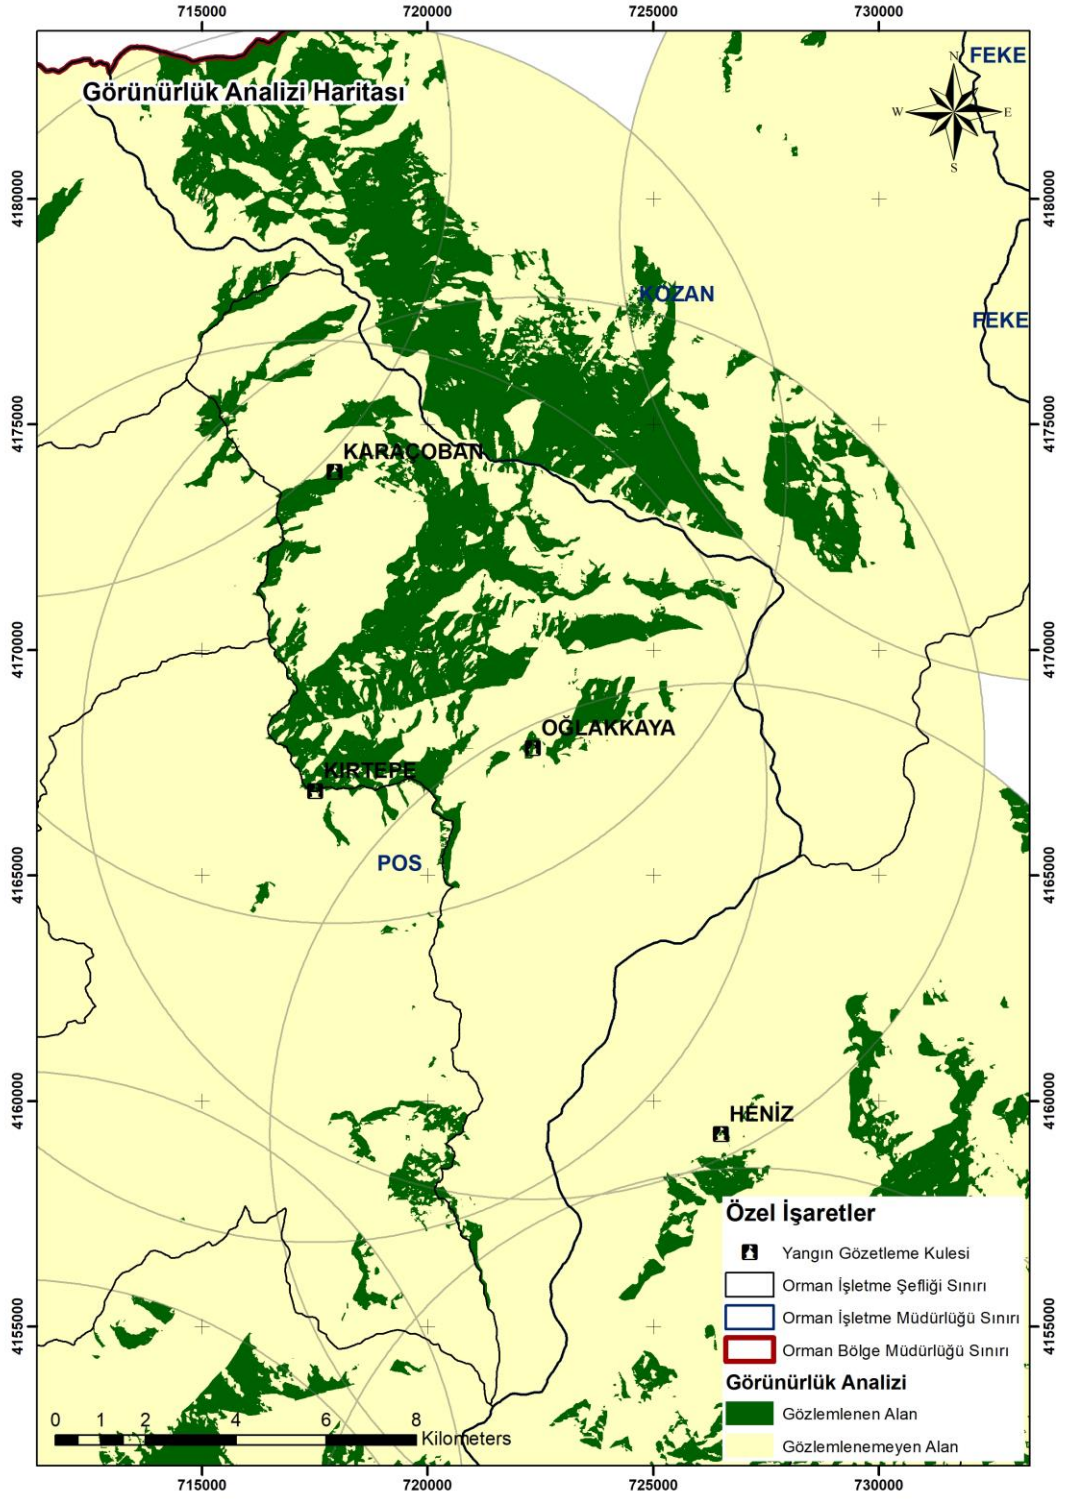 715000 720000 725000 730000
FEKE
Görünürlük Analizi Haritası
N
W E
S
4180000 4180000
KOZAN
FEKE
4175000 4175000
KARAÇOBAN
4170000 4170000
OĞLAKKAYA
KIRTEPE
POS
4165000 4165000
4160000 4160000
HENİZ
Özel İşaretler
Yangın Gözetleme Kulesi
Orman İşletme Şefliği Sınırı
Orman İşletme Müdürlüğü Sınırı
4155000 4155000
Orman Bölge Müdürlüğü Sınırı
Görünürlük Analizi
Gözlemlenen Alan
0 1 2 4 6 8
Kilometers
Gözlemlenemeyen Alan
715000 720000 725000 730000